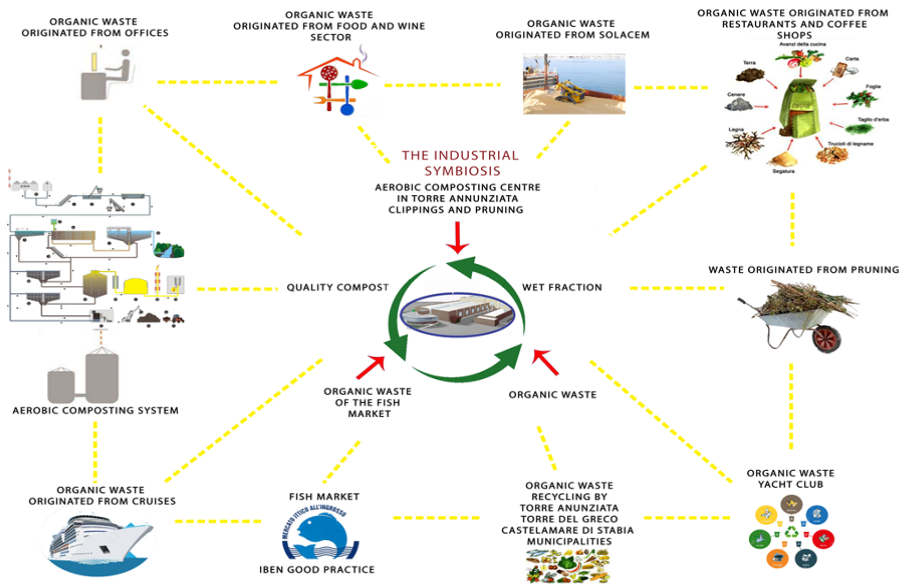 ORGANIC WASTE
ORIGINATED FROM OFFICES
ORGANIC WASTE
ORIGINATED FROM FOOD AND WINE
SECTOR
ORGANIC WASTE
ORIGINATED FROM SOLACEM
ORGANIC WASTE ORIGINATED FROM
RESTAURANTS AND COFFEE
SHOPS
Avanzi della cucina
Terra
Carta
Cenere
Foglie
Taglio d'erba
Legna
Trucioli di legname
Segatura
THE INDUSTRIAL
SYMBIOSIS
AEROBIC COMPOSTING CENTRE
IN TORRE ANNUNZIATA
CLIPPINGS AND PRUNING
QUALITY COMPOST
WET FRACTION
WASTE ORIGINATED FROM PRUNING
AEROBIC COMPOSTING SYSTEM
ORGANIC WASTE
OF THE FISH
MARKET
ORGANIC WASTE
ORGANIC WASTE
ORIGINATED FROM CRUISES
FISH MARKET
MERCATO ITTICO ALL'INGROSSO
IBEN GOOD PRACTICE
ORGANIC WASTE
RECYCLING BY
TORRE ANUNZIATA
TORRE DEL GRECO
CASTELAMARE DI STABIA
MUNICIPALITIES
ORGANIC WASTE
YACHT CLUB